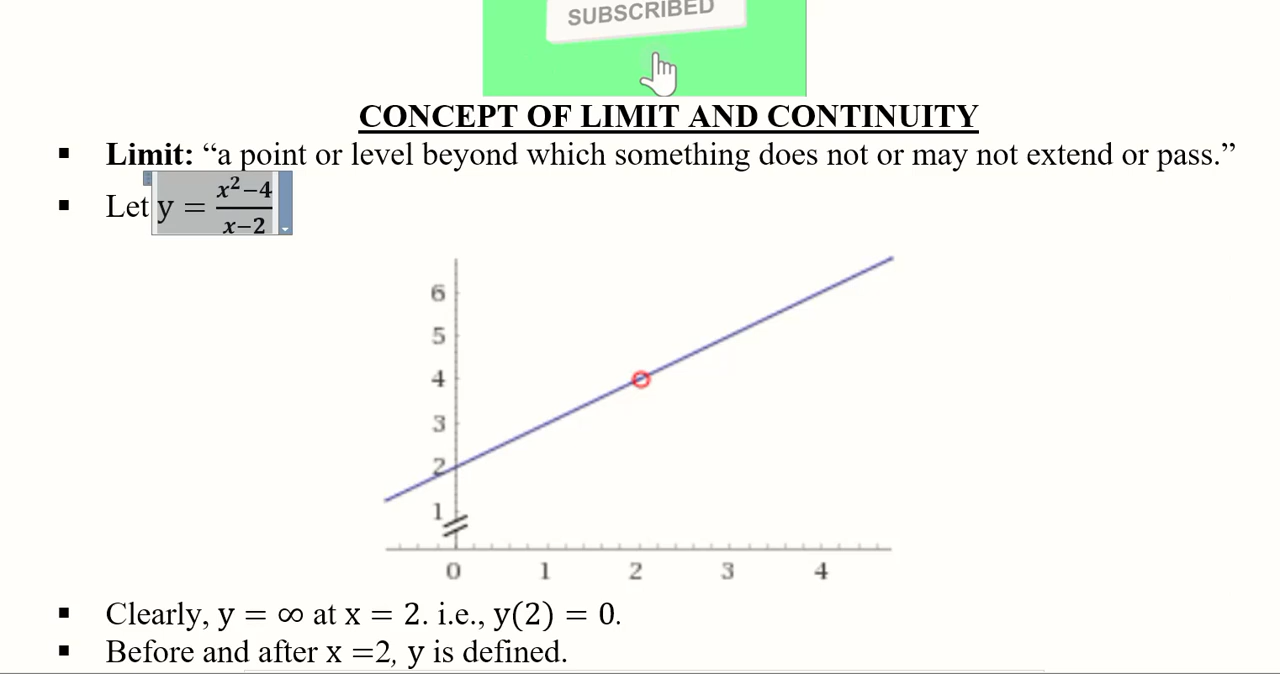 SUBSCRIBED
CONCEPT OF LIMIT AND CONTINUITY
▪ Limit: “a point or level beyond which something does not or may not extend or pass.”
▪ Let y = x²−4 / x−2
6
5
4
3
2
1
0 1 2 3 4
▪ Clearly, y = ∞ at x = 2. i.e., y(2) = 0.
▪ Before and after x =2, y is defined.